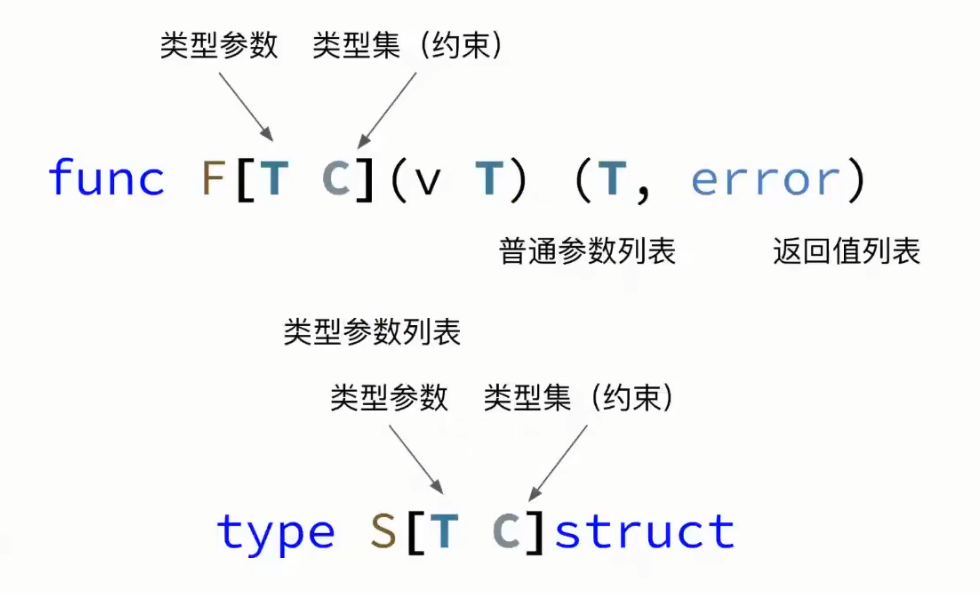 类型参数 类型集（约束）
func F[T C](v T) (T, error)
普通参数列表 返回值列表
类型参数列表
类型参数 类型集（约束）
type S[T C]struct